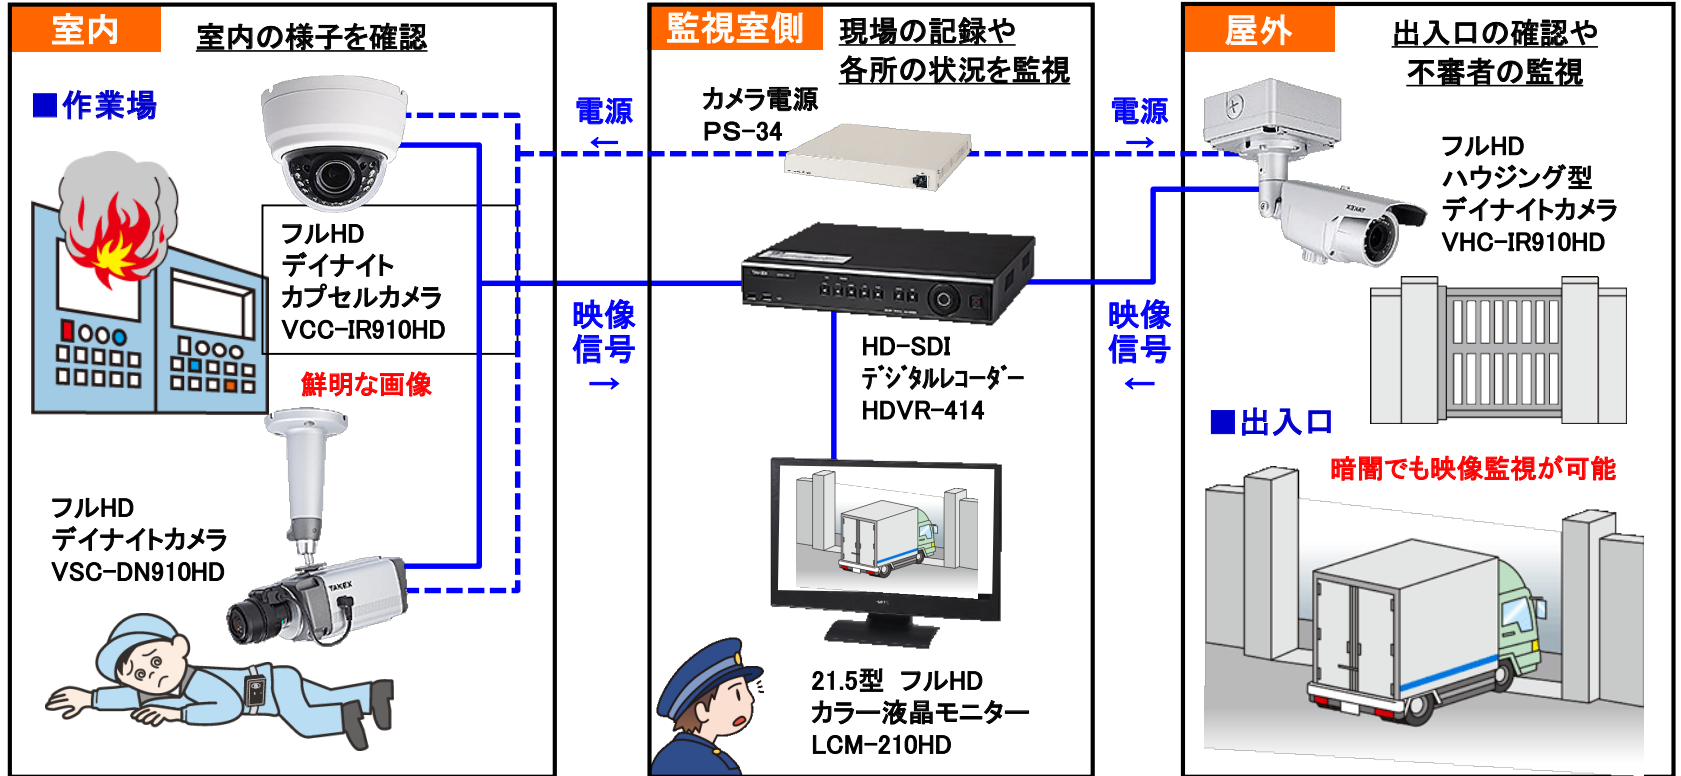 室内
室内の様子を確認
■作業場
フルHD
デイナイト
カプセルカメラ
VCC-IR910HD
鮮明な画像
フルHD
デイナイトカメラ
VSC-DN910HD
TAKEX
電源
←
映像
信号
→
監視室側
現場の記録や
各所の状況を監視
カメラ電源
PS-34
TAKEX
HD-SDI
ﾃﾞｼﾞﾀﾙﾚｺｰﾀﾞｰ
HDVR-414
21.5型 フルHD
カラー液晶モニター
LCM-210HD
電源
→
映像
信号
←
屋外
出入口の確認や
不審者の監視
TAKEX
フルHD
ハウジング型
デイナイトカメラ
VHC-IR910HD
■出入口
暗闇でも映像監視が可能